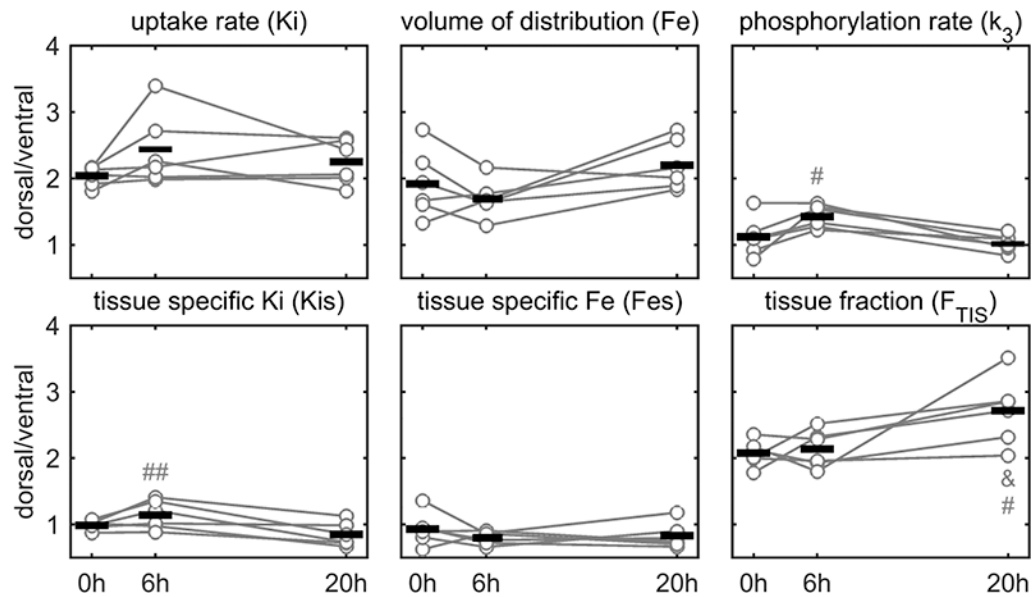 uptake rate (Ki)
volume of distribution (Fe)
phosphorylation rate (k3)
dorsal/ventral
4
3
2
1
#
tissue specific Ki (Kis)
tissue specific Fe (Fes)
tissue fraction (FTIS)
dorsal/ventral
4
3
2
1
##
&
#
0h 6h 20h
0h 6h 20h
0h 6h 20h